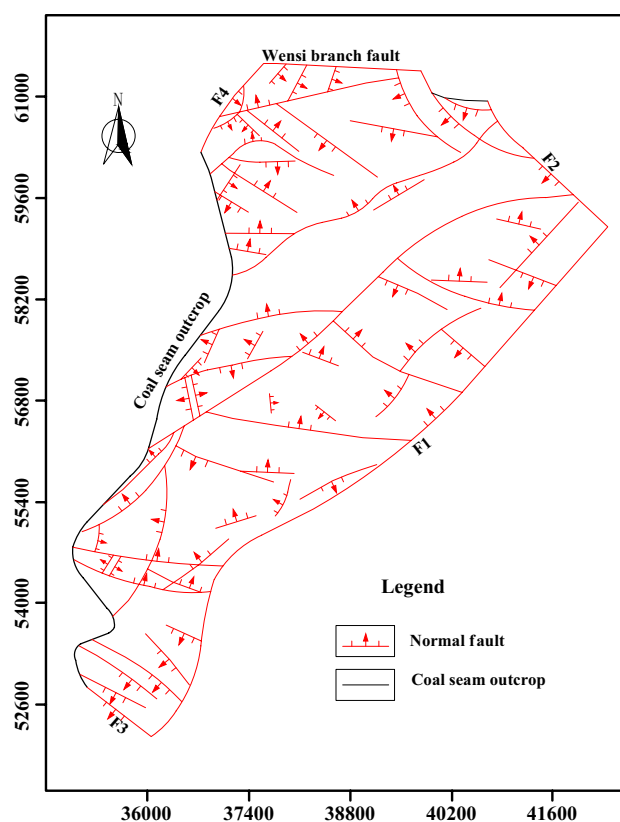 Wensi branch fault
F4
N
F2
Coal seam outcrop
F1
F3
Legend
Normal fault
Coal seam outcrop
61000
59600
58200
56800
55400
54000
52600
36000
37400
38800
40200
41600